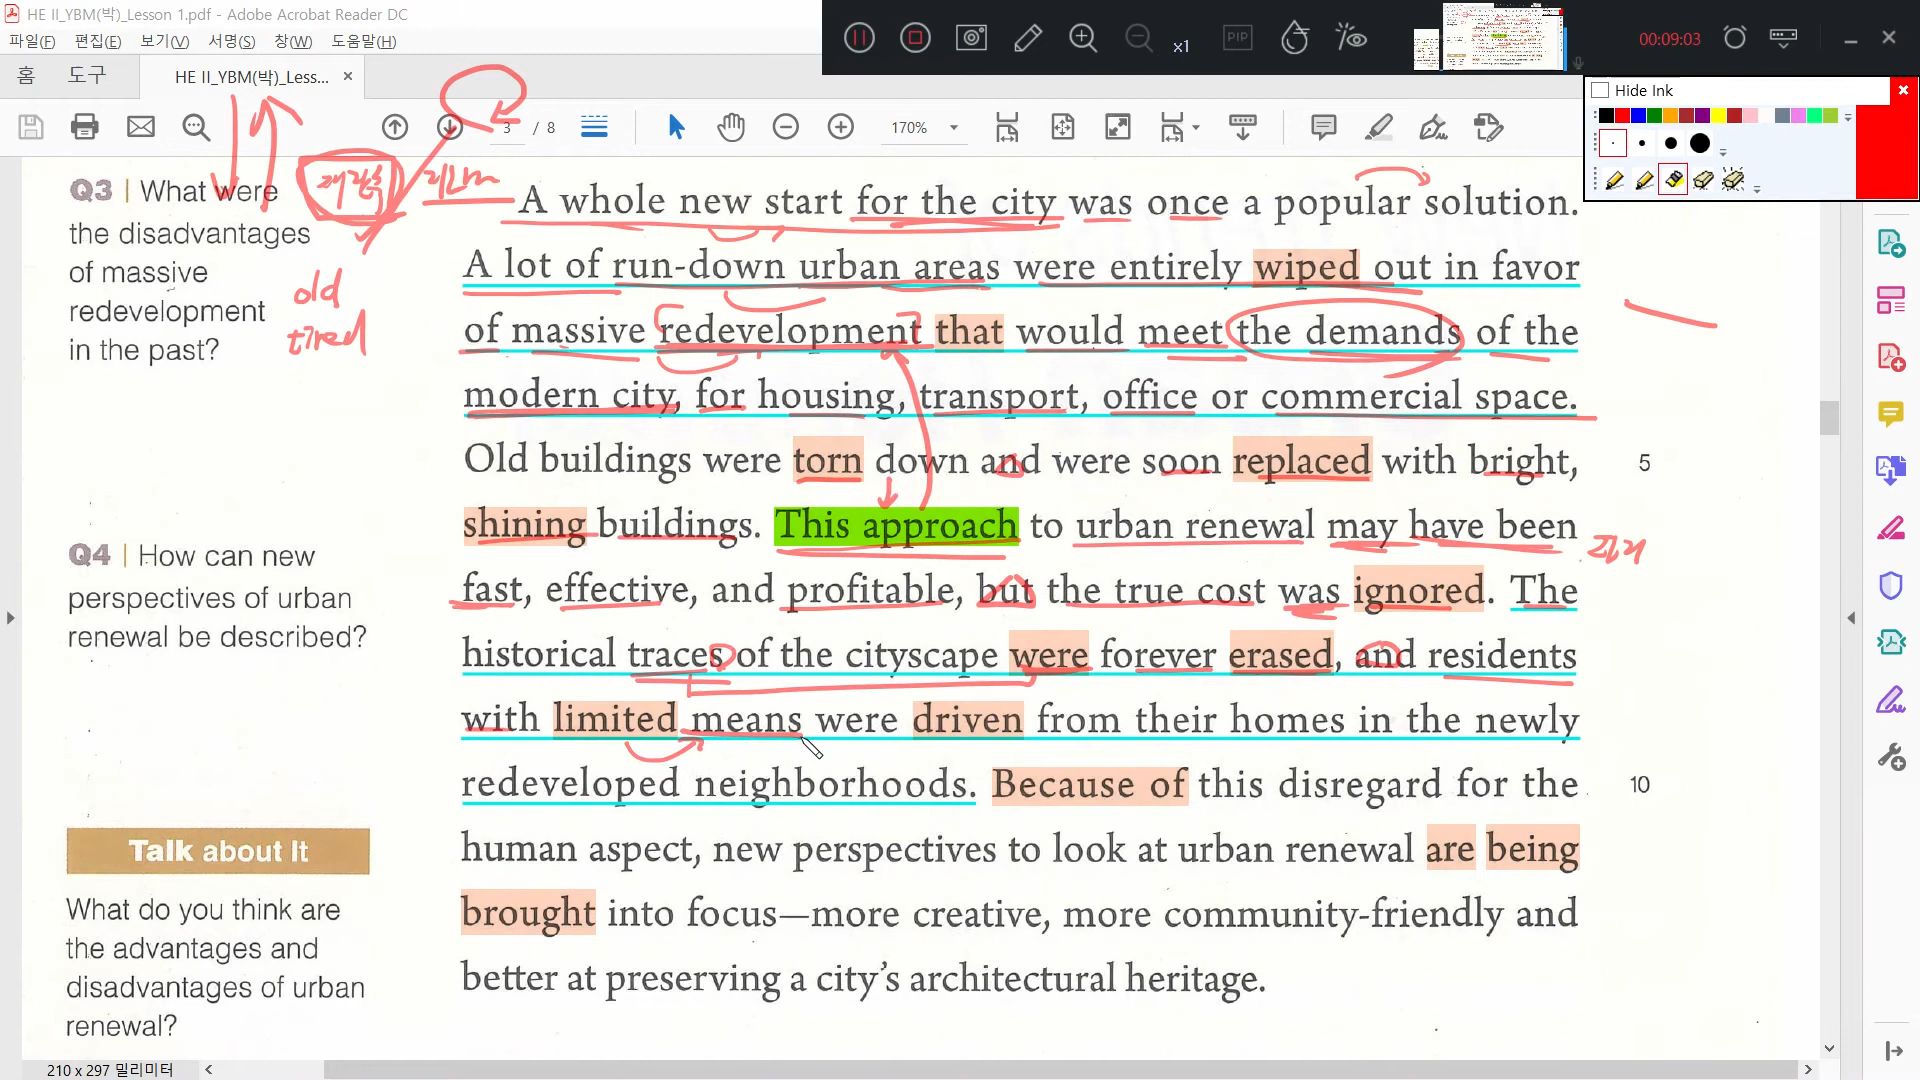 HE II_YBM(박)_Lesson 1.pdf - Adobe Acrobat Reader DC
파일(F) 편집(E) 보기(V) 서명(S) 창(W) 도움말(H)
x1
PIP
00:09:03
홈 도구 HE II_YBM(박)_Less... ×
Hide Ink
3 / 8
170%
Q3 | What were
the disadvantages
of massive
redevelopment
in the past?
old
tired
A whole new start for the city was once a popular solution.
A lot of run-down urban areas were entirely wiped out in favor
of massive redevelopment that would meet the demands of the
modern city, for housing, transport, office or commercial space.
Old buildings were torn down and were soon replaced with bright,
5
shining buildings. This approach to urban renewal may have been
fast, effective, and profitable, but the true cost was ignored. The
historical traces of the cityscape were forever erased, and residents
with limited means were driven from their homes in the newly
redeveloped neighborhoods. Because of this disregard for the
10
human aspect, new perspectives to look at urban renewal are being
brought into focus—more creative, more community-friendly and
better at preserving a city's architectural heritage.
Q4 | How can new
perspectives of urban
renewal be described?
Talk about It
What do you think are
the advantages and
disadvantages of urban
renewal?
210 x 297 밀리미터